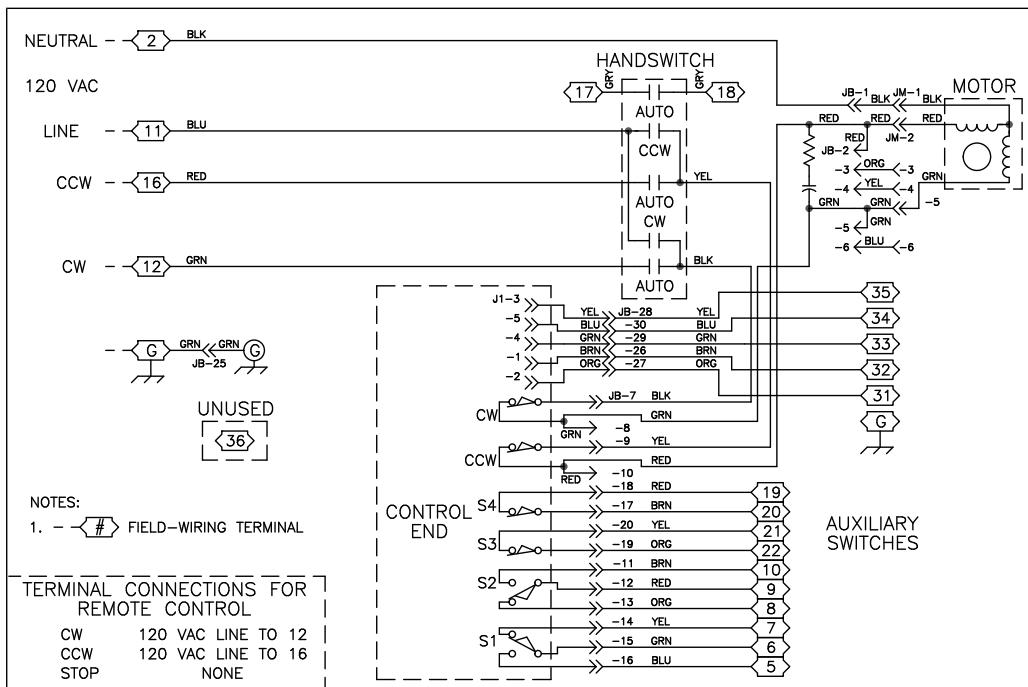 NEUTRAL 2 BLK
120 VAC
LINE 11 BLU
CCW 16 RED
CW 12 GRN
G GRN GRN G
JB-25
UNUSED
36
HANDSWITCH
17 GRY GRY 18
AUTO
CCW
AUTO
YEL
CW
AUTO
BLK
MOTOR
JB-1 BLK JM-1 BLK
RED RED RED RED
JB-2 JM-2
-3 ORG -3
-4 YEL -4
GRN
GRN GRN -5
-5 GRN
-6 BLU -6
J1-3 YEL JB-28 YEL 35
-5 BLU -30 BLU 34
-4 GRN -29 GRN 33
-1 BRN -26 BRN 32
-2 ORG -27 ORG 31
G
CW JB-7 BLK
GRN
GRN -8
CCW -9 YEL
RED
RED -10
CONTROL
END
S4 -18 RED 19
-17 BRN 20
S3 -20 YEL 21
-19 ORG 22
S2 -11 BRN 10
-12 RED 9
-13 ORG 8
S1 -14 YEL 7
-15 GRN 6
-16 BLU 5
AUXILIARY
SWITCHES
NOTES:
1. # FIELD-WIRING TERMINAL
TERMINAL CONNECTIONS FOR
REMOTE CONTROL
CW 120 VAC LINE TO 12
CCW 120 VAC LINE TO 16
STOP NONE